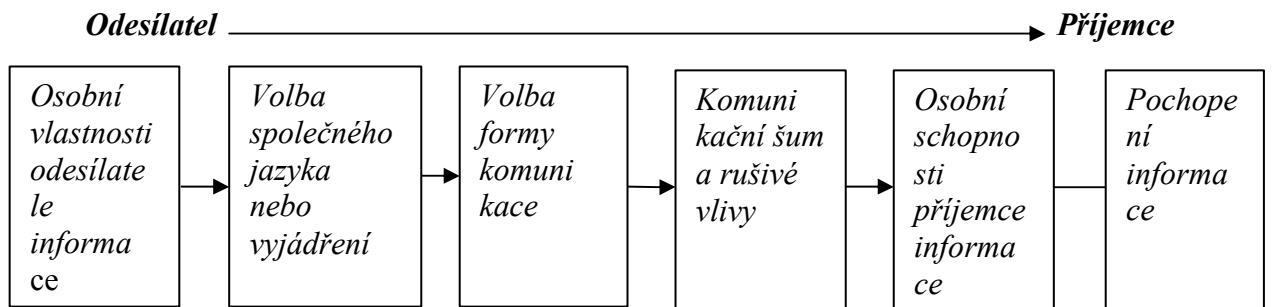 Odesílatel Příjemce
Osobní
vlastnosti
odesílate
le
informa
ce
Volba
společného
jazyka
nebo
vyjádření
Volba
formy
komuni
kace
Komuni
kační šum
a rušivé
vlivy
Osobní
schopno
sti
příjemce
informa
ce
Pochope
ní
informa
ce